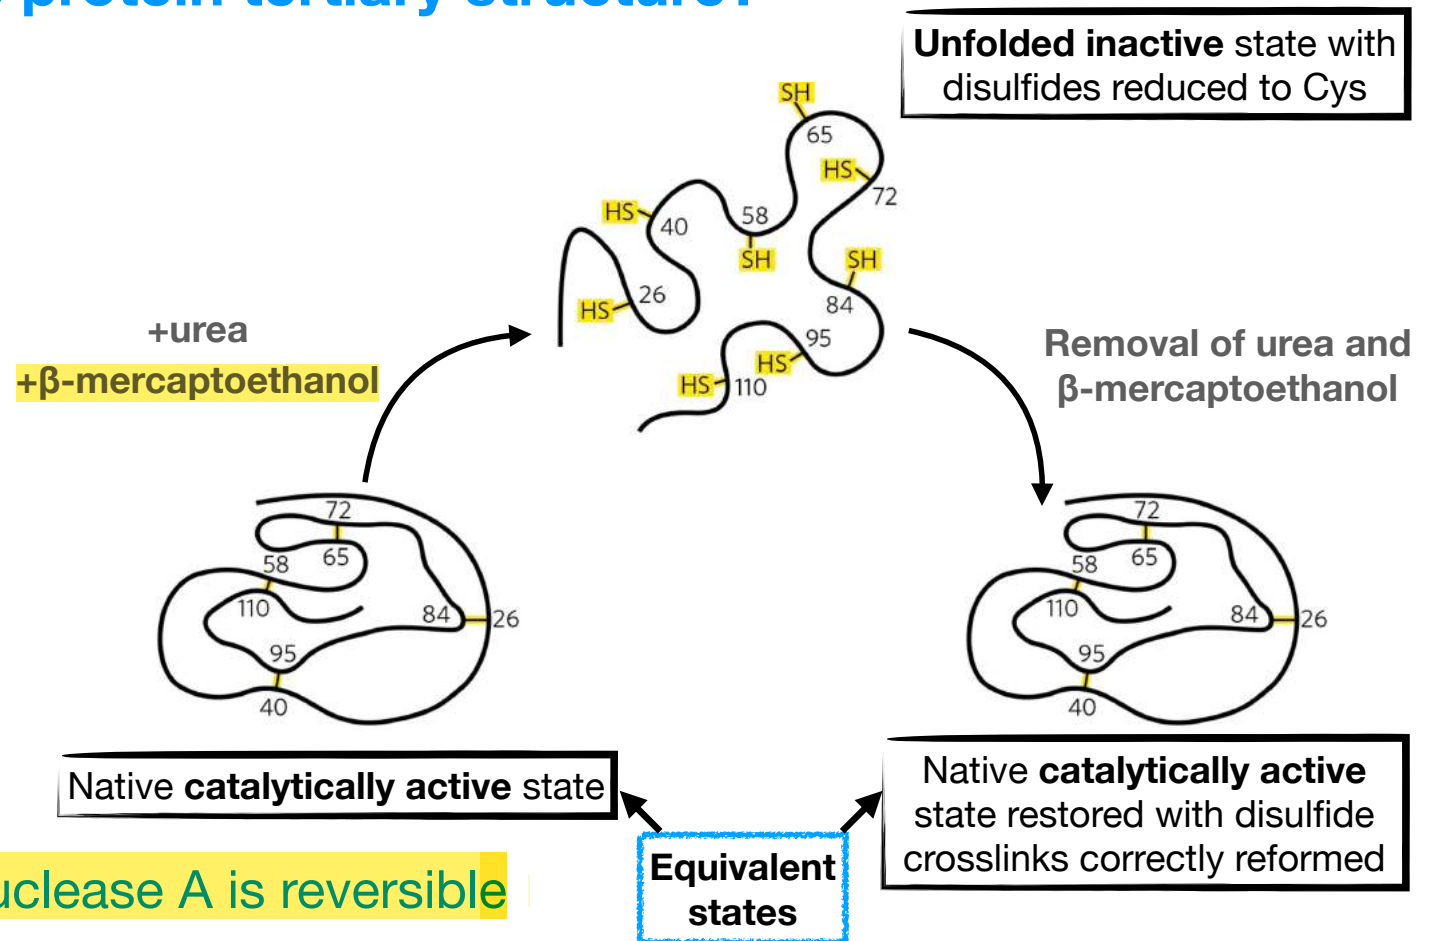 protein tertiary structure?
Unfolded inactive state with
disulfides reduced to Cys
SH
65
HS
72
HS
40
58
SH
SH
84
HS
26
95
HS
HS
110
+urea
+β-mercaptoethanol
Removal of urea and
β-mercaptoethanol
72
65
58
110
84
26
95
40
72
65
58
110
84
26
95
40
Native catalytically active state
Native catalytically active
state restored with disulfide
crosslinks correctly reformed
Equivalent
states
uclease A is reversible